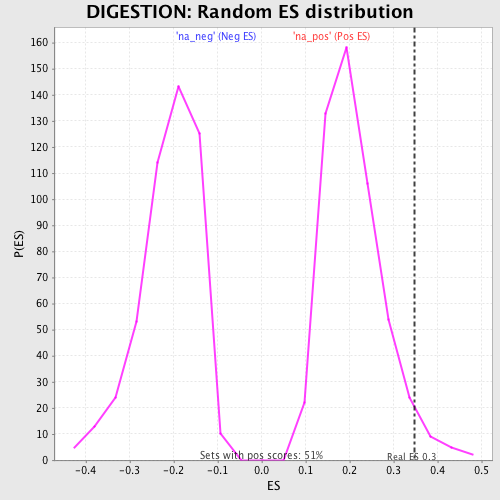 DIGESTION: Random ES distribution
'na_neg' (Neg ES) 'na_pos' (Pos ES)
160
150
140
130
120
110
100
90
80
70
60
50
40
30
20
10
0
P(ES)
Sets with pos scores: 51%
Real ES 0.3
-0.4 -0.3 -0.2 -0.1 0.0 0.1 0.2 0.3 0.4 0.5
ES